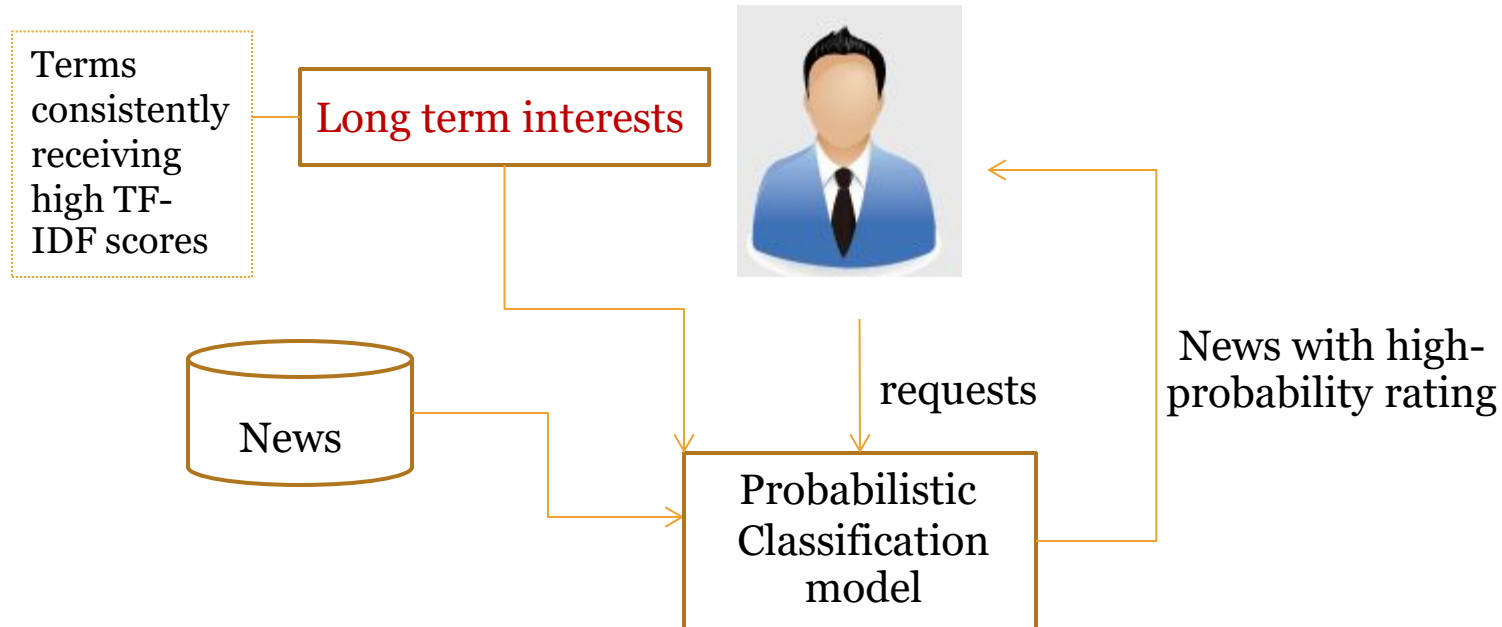 Terms
consistently
receiving
high TF-
IDF scores
Long term interests
News
requests
News with high-
probability rating
Probabilistic
Classification
model